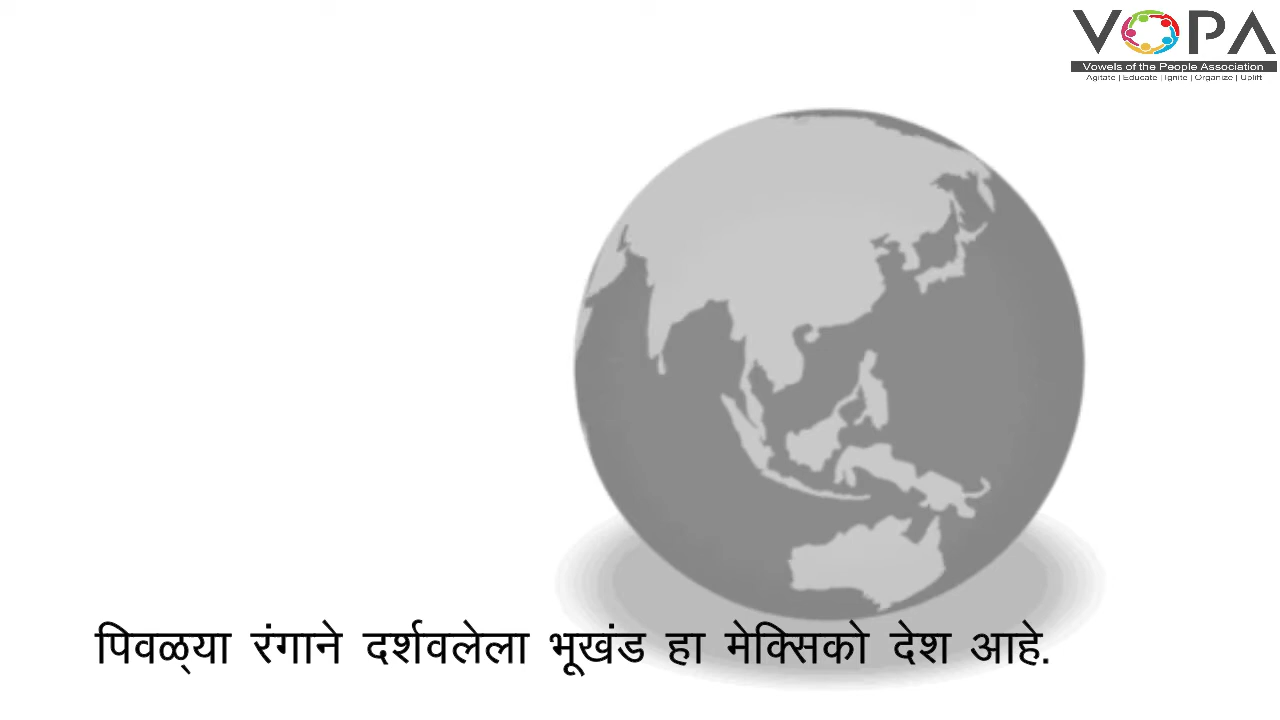 VOPA
Vowels of the People Association
Agitate | Educate | Ignite | Organize | Uplift
पिवळ्या रंगाने दर्शवलेला भूखंड हा मेक्सिको देश आहे.